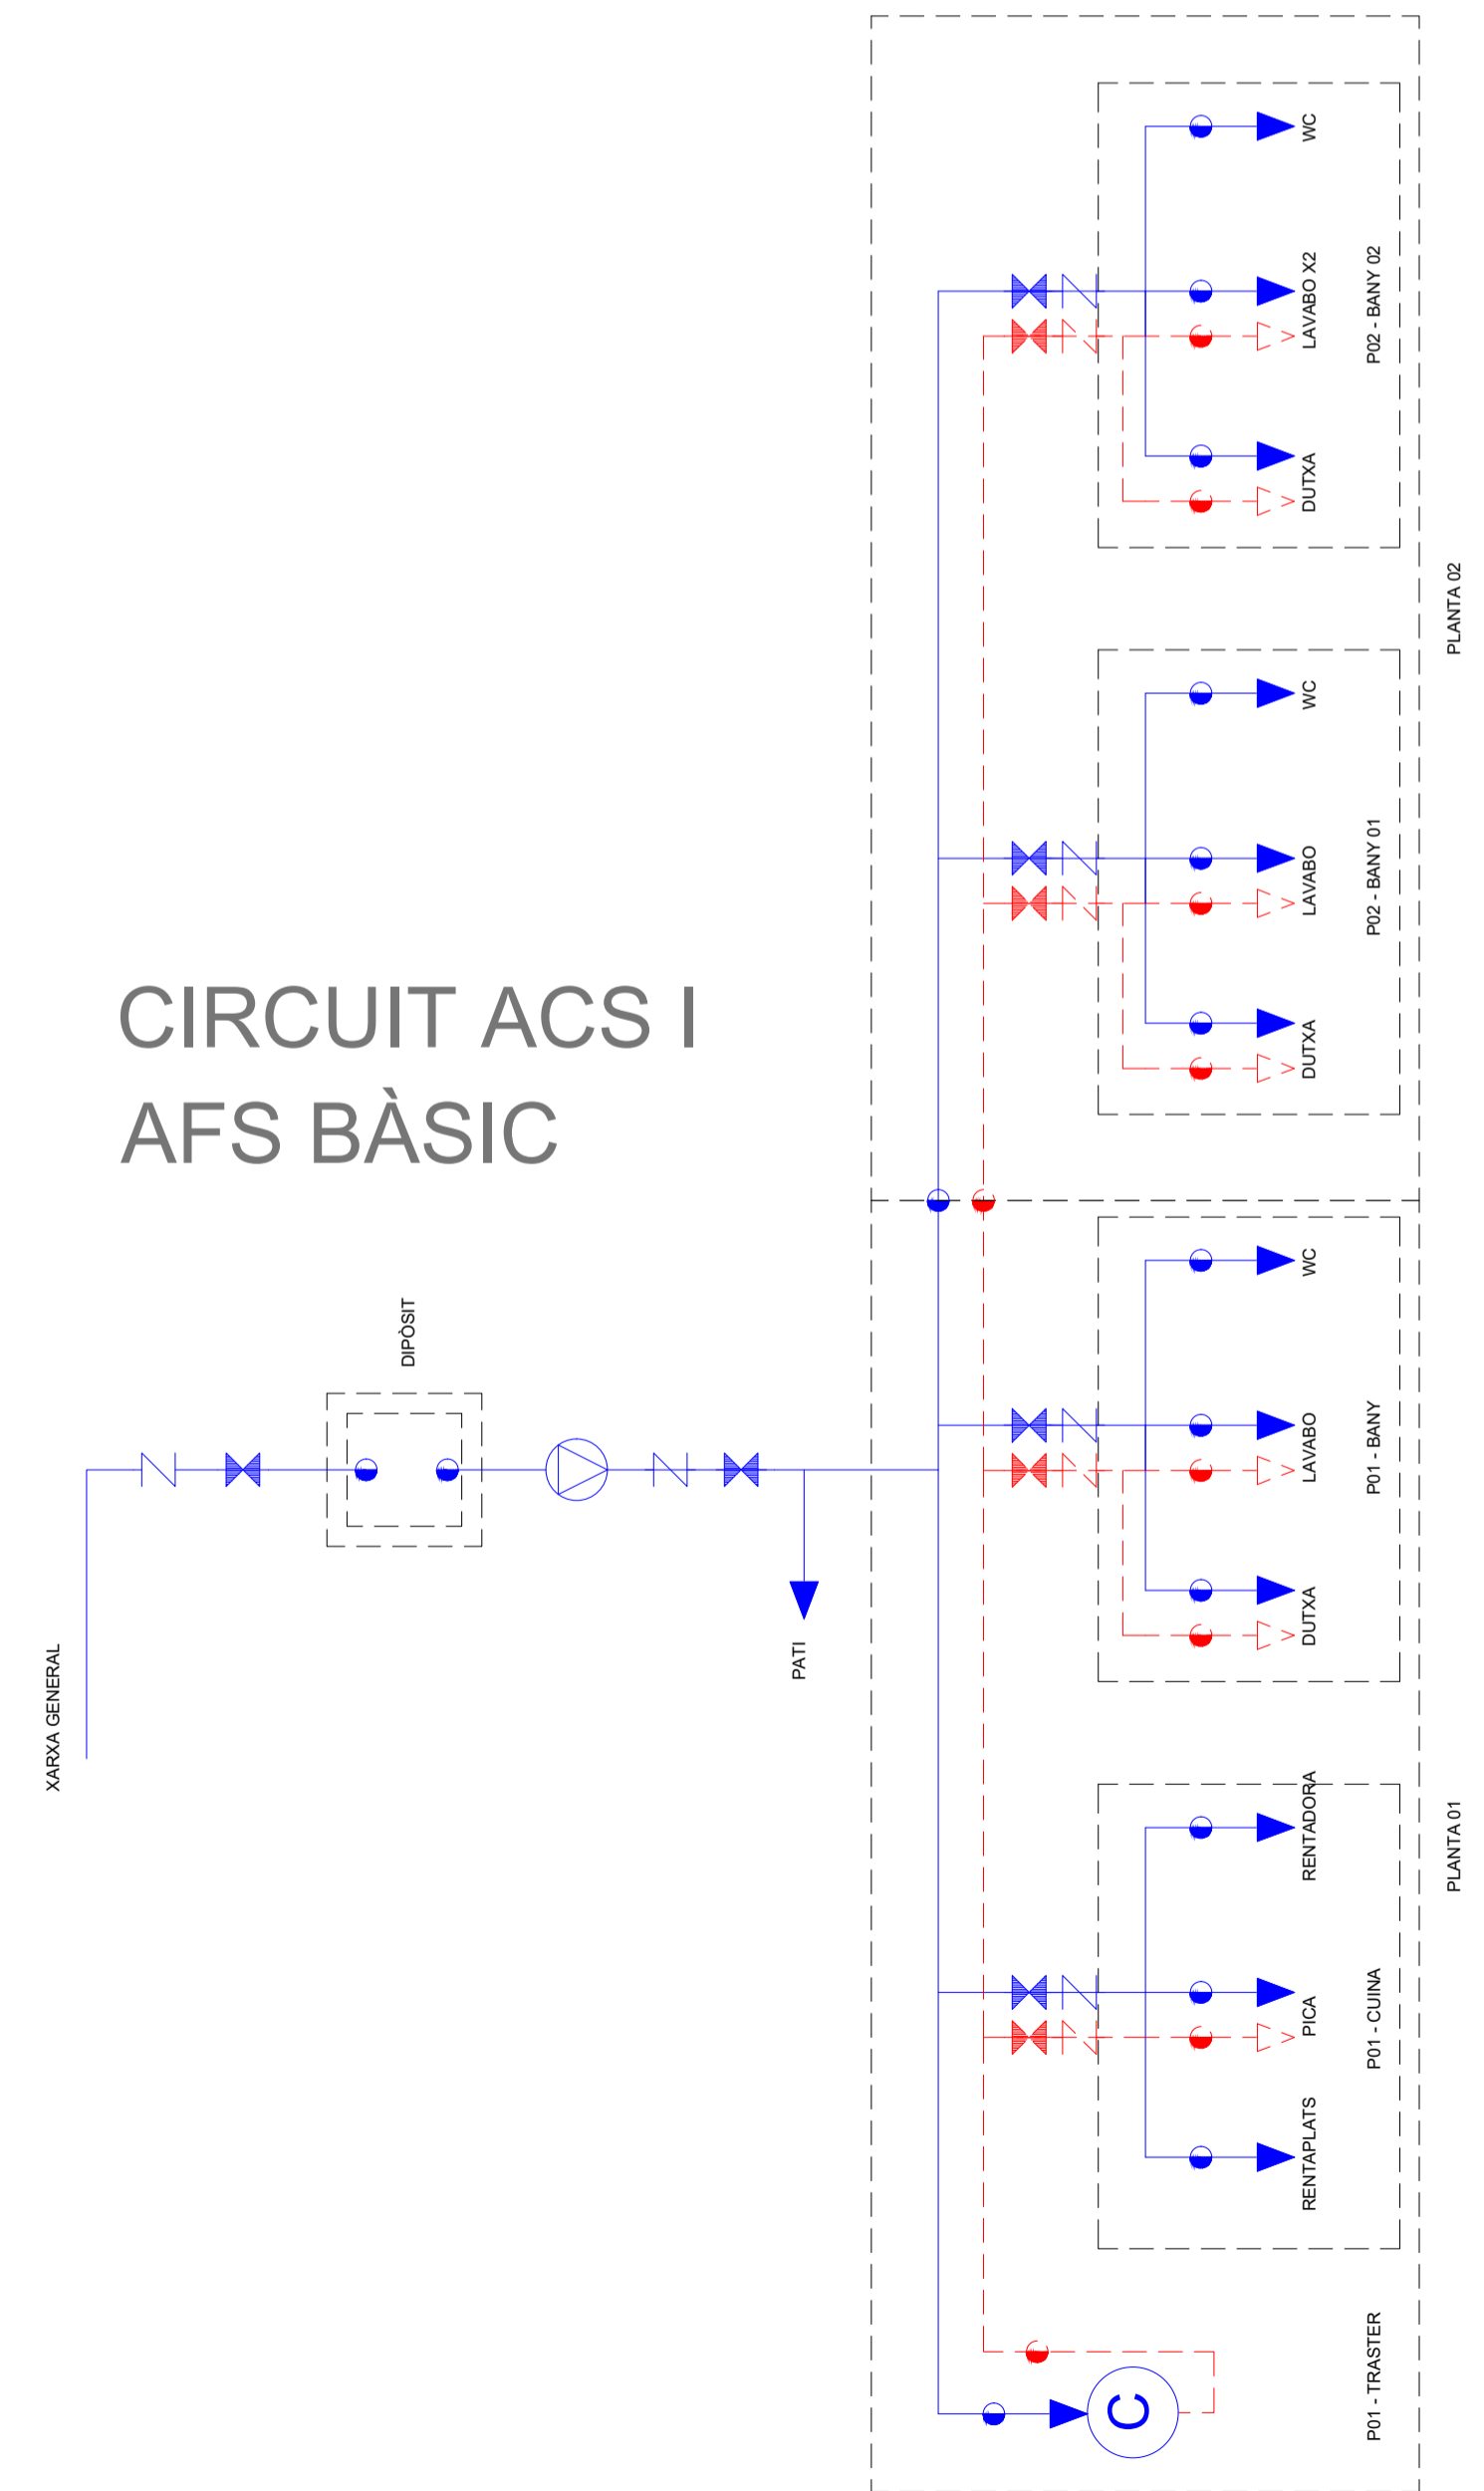 CIRCUIT ACS I
AFS BÀSIC
XARXA GENERAL
DIPÒSIT
PATI
WC
LAVABO X2
DUTXA
P02 - BANY 02
WC
LAVABO
DUTXA
P02 - BANY 01
PLANTA 02
WC
LAVABO
DUTXA
P01 - BANY
RENTADORA
PICA
RENTAPLATS
P01 - CUINA
PLANTA 01
C
P01 - TRASTER